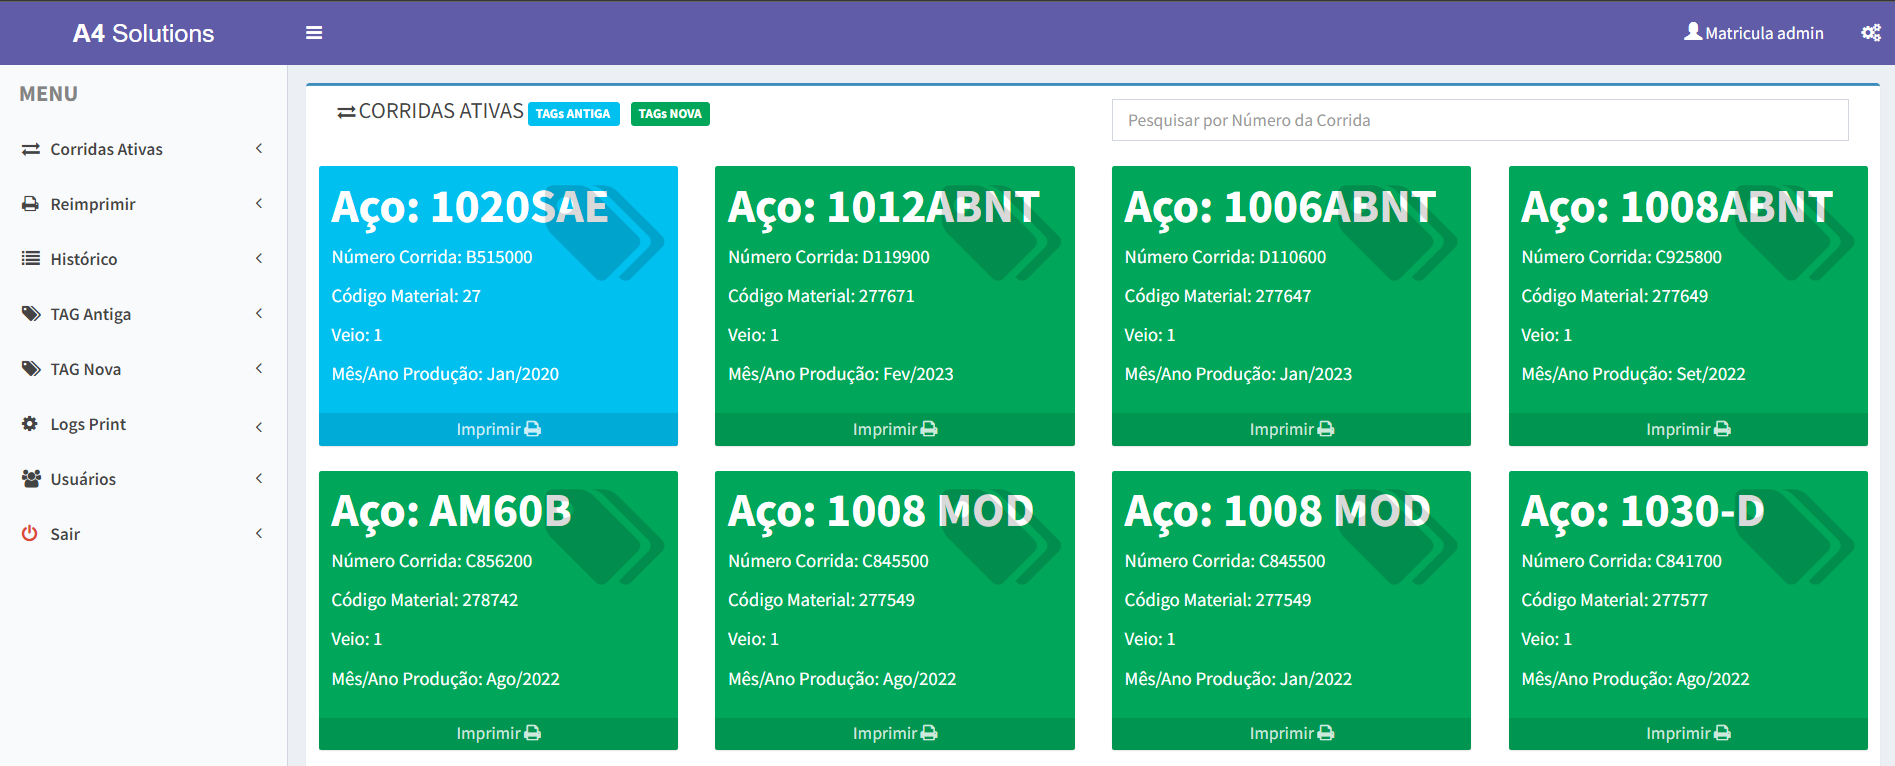 A4 Solutions
Matricula admin
MENU
Corridas Ativas
Reimprimir
Histórico
TAG Antiga
TAG Nova
Logs Print
Usuários
Sair
CORRIDAS ATIVAS TAGs ANTIGA TAGs NOVA
Pesquisar por Número da Corrida
Aço: 1020SAE
Número Corrida: B515000
Código Material: 27
Veio: 1
Mês/Ano Produção: Jan/2020
Imprimir
Aço: 1012ABNT
Número Corrida: D119900
Código Material: 277671
Veio: 1
Mês/Ano Produção: Fev/2023
Imprimir
Aço: 1006ABNT
Número Corrida: D110600
Código Material: 277647
Veio: 1
Mês/Ano Produção: Jan/2023
Imprimir
Aço: 1008ABNT
Número Corrida: C925800
Código Material: 277649
Veio: 1
Mês/Ano Produção: Set/2022
Imprimir
Aço: AM60B
Número Corrida: C856200
Código Material: 278742
Veio: 1
Mês/Ano Produção: Ago/2022
Imprimir
Aço: 1008 MOD
Número Corrida: C845500
Código Material: 277549
Veio: 1
Mês/Ano Produção: Ago/2022
Imprimir
Aço: 1008 MOD
Número Corrida: C845500
Código Material: 277549
Veio: 1
Mês/Ano Produção: Jan/2022
Imprimir
Aço: 1030-D
Número Corrida: C841700
Código Material: 277577
Veio: 1
Mês/Ano Produção: Ago/2022
Imprimir